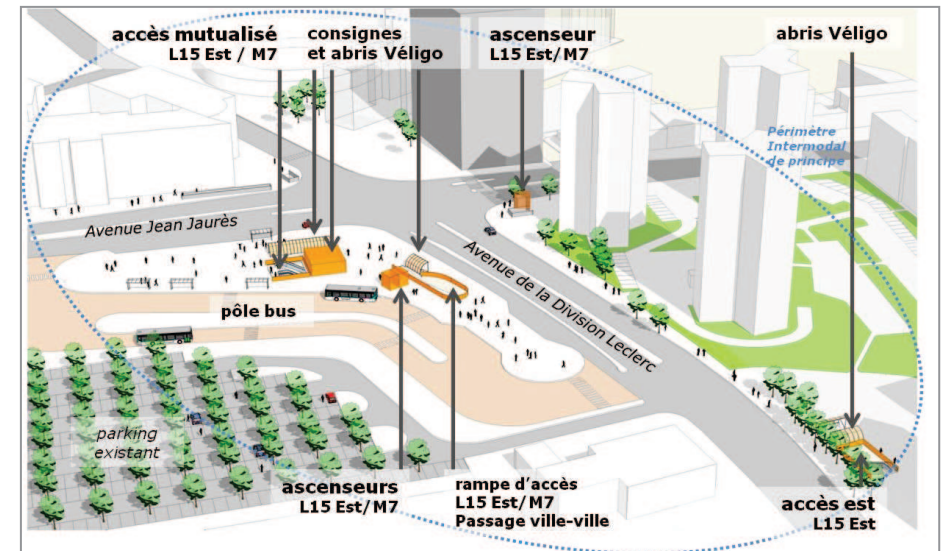 accès mutualisé
L15 Est / M7
consignes
et abris Véligo
ascenseur
L15 Est/M7
abris Véligo
Périmètre
Intermodal
de principe
Avenue Jean Jaurès
Avenue de la Division Leclerc
pôle bus
parking
existant
ascenseurs
L15 Est/M7
rampe d'accès
L15 Est/M7
Passage ville-ville
accès est
L15 Est